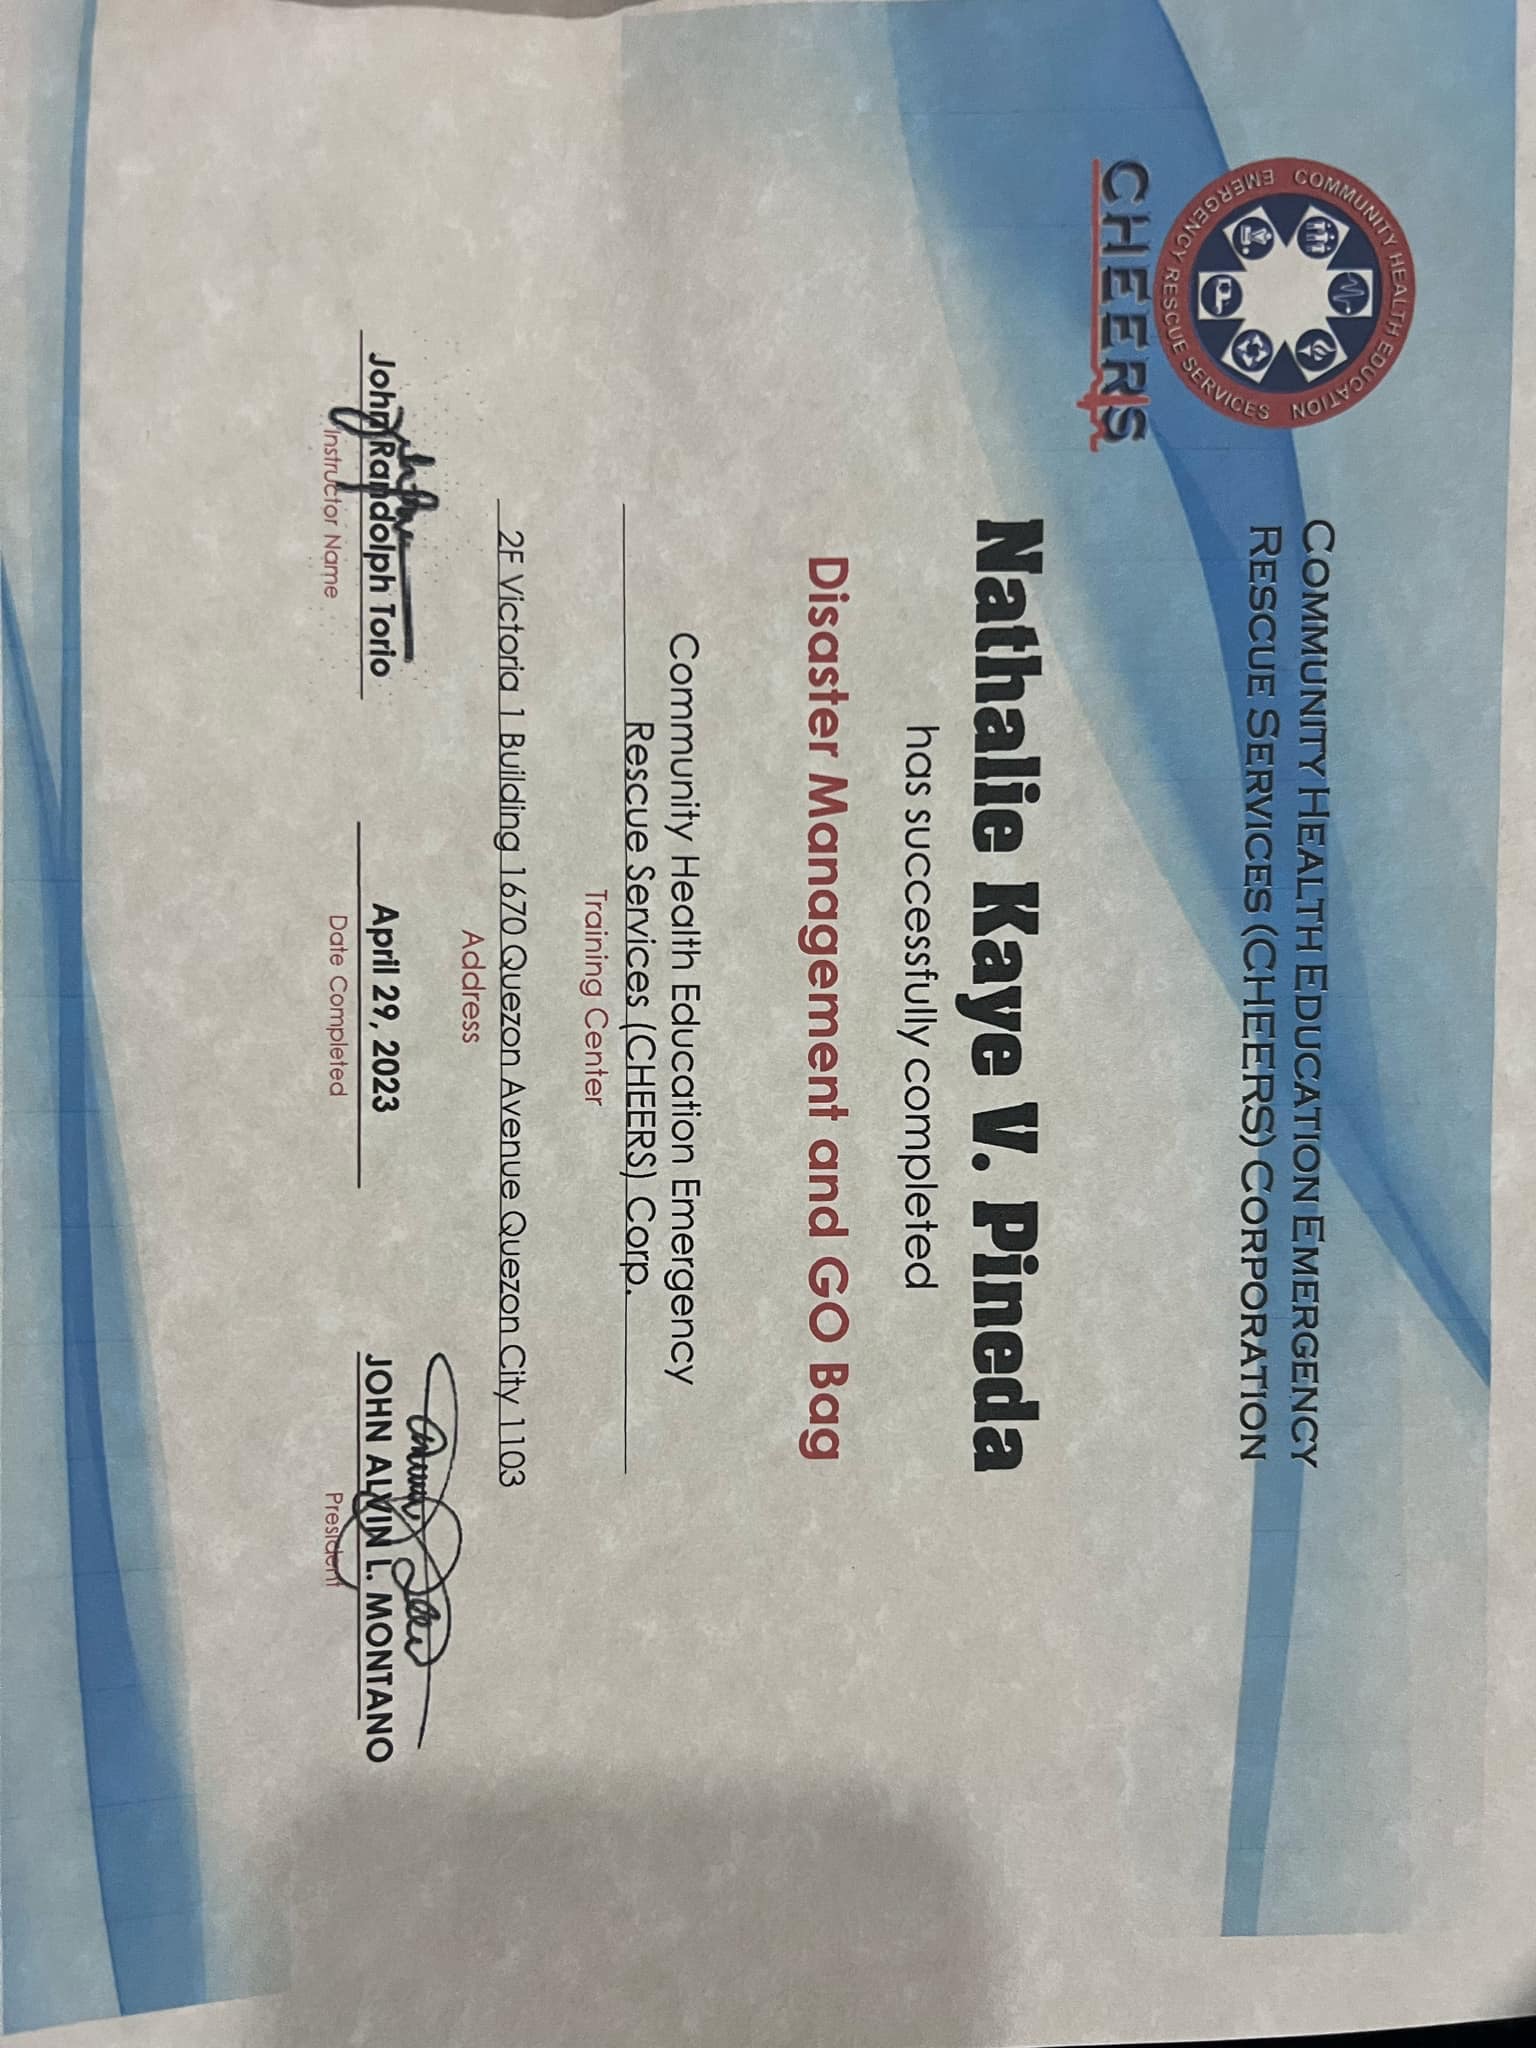 COMMUNITY HEALTH EDUCATION
EMERGENCY RESCUE SERVICES
CHEERS
COMMUNITY HEALTH EDUCATION EMERGENCY
RESCUE SERVICES (CHEERS) CORPORATION
Nathalie Kaye V. Pineda
has successfully completed
Disaster Management and GO Bag
Community Health Education Emergency
Rescue Services (CHEERS) Corp.
Training Center
2F Victoria 1 Building 1670 Quezon Avenue Quezon City 1103
Address
John Randolph Torio
Instructor Name
April 29, 2023
Date Completed
JOHN ALVIN L. MONTANO
President